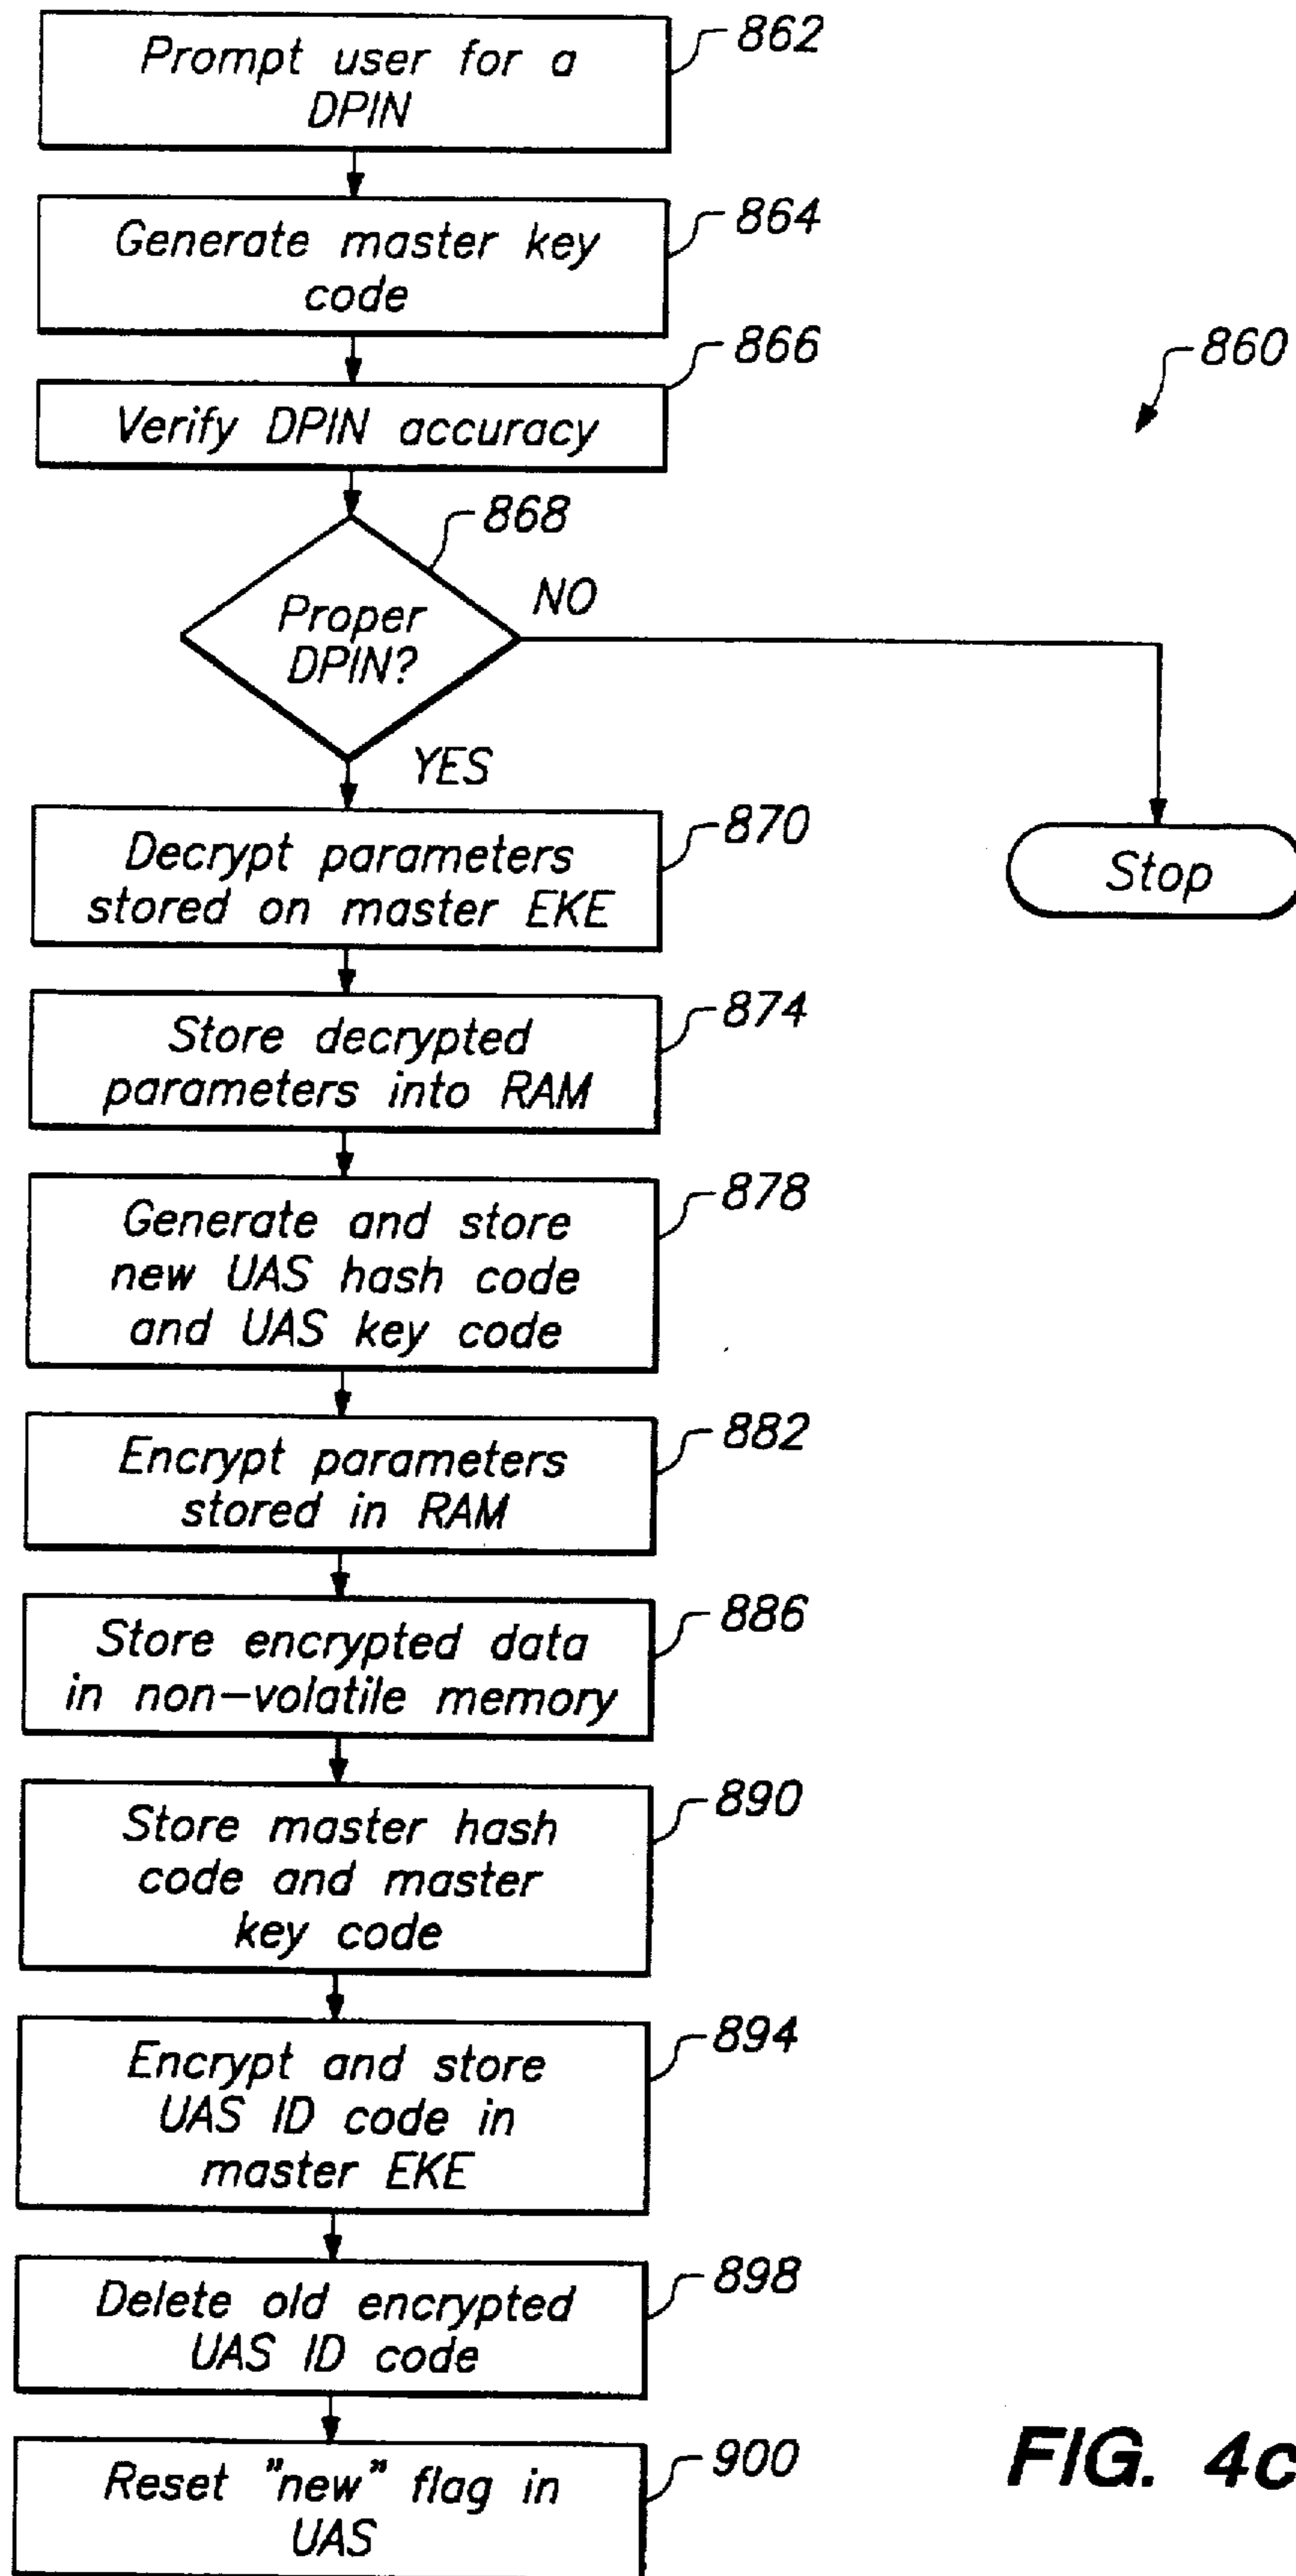 Prompt user for a
DPIN
862
Generate master key
code
864
Verify DPIN accuracy
866
860
868
Proper
DPIN?
NO
YES
Stop
Decrypt parameters
stored on master EKE
870
Store decrypted
parameters into RAM
874
Generate and store
new UAS hash code
and UAS key code
878
Encrypt parameters
stored in RAM
882
Store encrypted data
in non-volatile memory
886
Store master hash
code and master
key code
890
Encrypt and store
UAS ID code in
master EKE
894
Delete old encrypted
UAS ID code
898
Reset "new" flag in
UAS
900
FIG. 4c